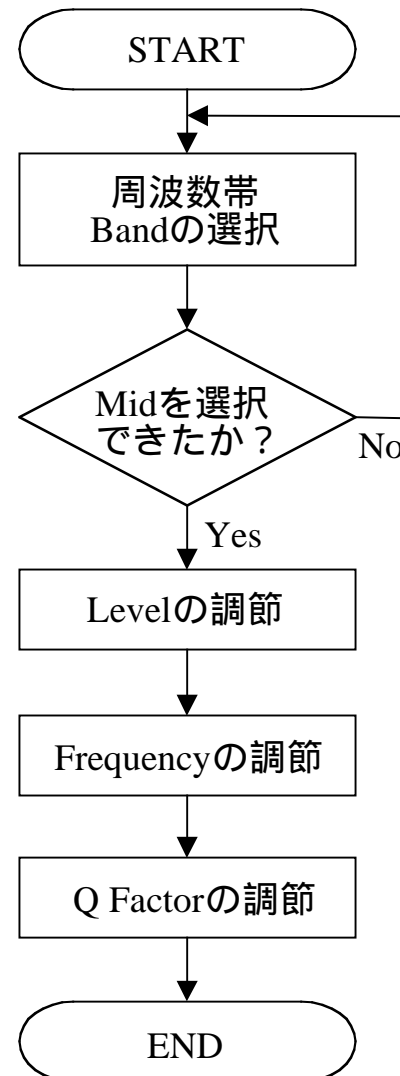 START
周波数帯
Bandの選択
Midを選択
できたか？
No
Yes
Levelの調節
Frequencyの調節
Q Factorの調節
END